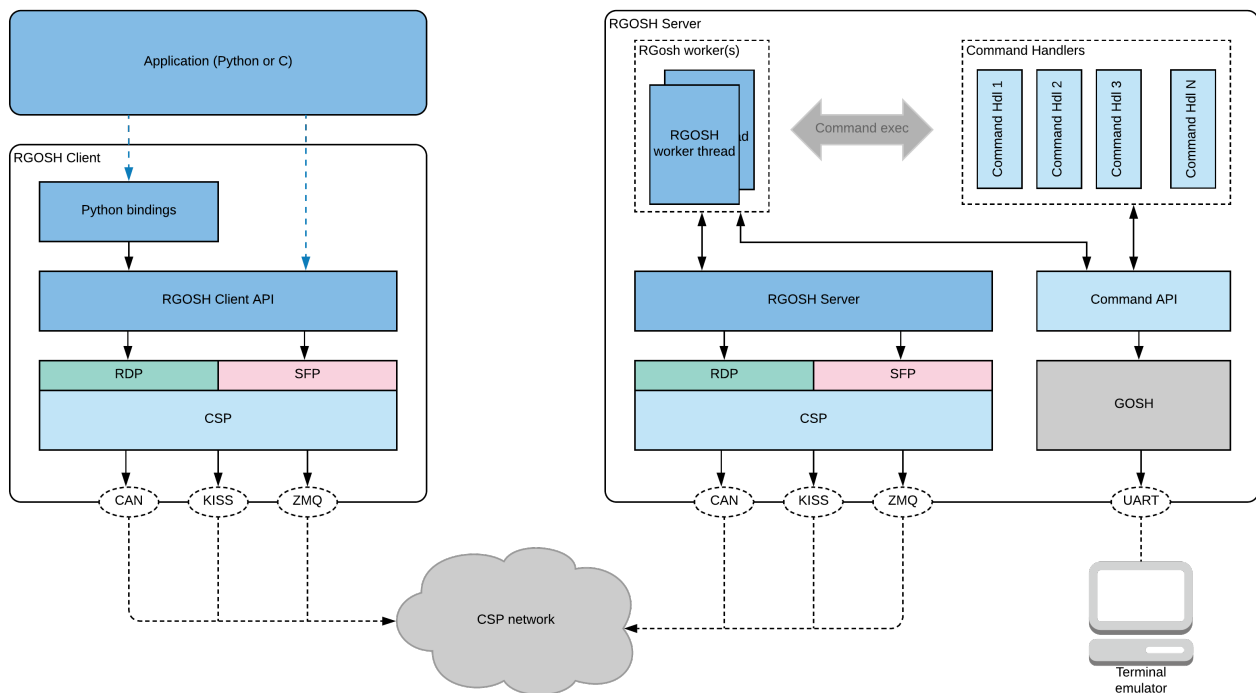 Application (Python or C)
RGOSH Client
Python bindings
RGOSH Client API
RDP
SFP
CSP
CAN
KISS
ZMQ
CSP network
RGOSH Server
RGosh worker(s)
RGOSH
worker thread
ad
Command exec
Command Handlers
Command Hdl 1
Command Hdl 2
Command Hdl 3
Command Hdl N
RGOSH Server
Command API
RDP
SFP
CSP
GOSH
CAN
KISS
ZMQ
UART
Terminal
emulator